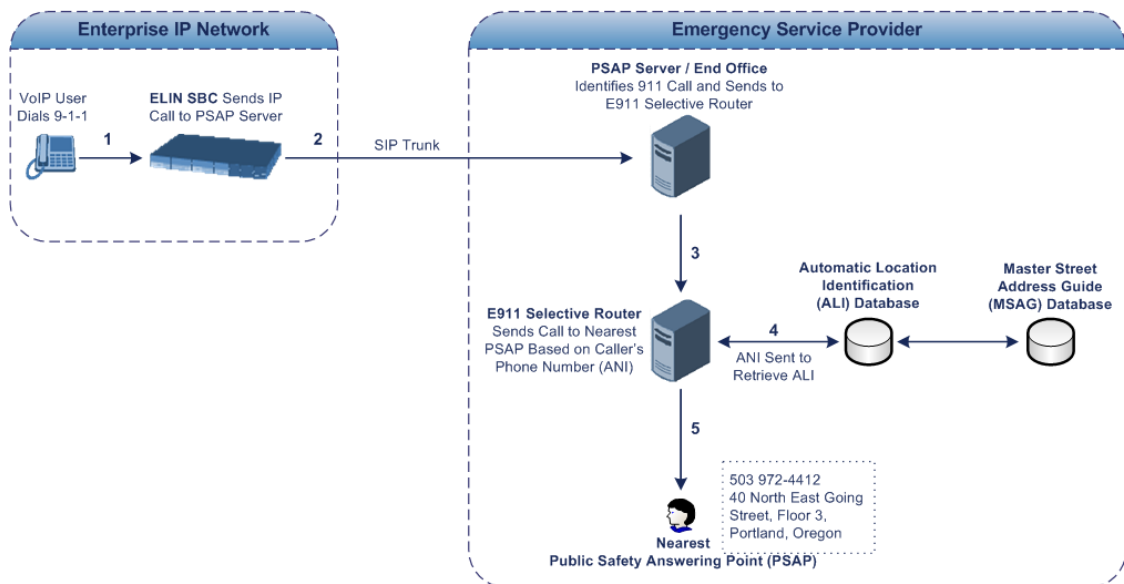 Enterprise IP Network
VoIP User
Dials 9-1-1
1
ELIN SBC Sends IP
Call to PSAP Server
2
SIP Trunk
Emergency Service Provider
PSAP Server / End Office
Identifies 911 Call and Sends to
E911 Selective Router
3
E911 Selective Router
Sends Call to Nearest
PSAP Based on Caller's
Phone Number (ANI)
4
ANI Sent to
Retrieve ALI
Automatic Location
Identification
(ALI) Database
Master Street
Address Guide
(MSAG) Database
5
503 972-4412
40 North East Going
Street, Floor 3,
Portland, Oregon
Nearest
Public Safety Answering Point (PSAP)